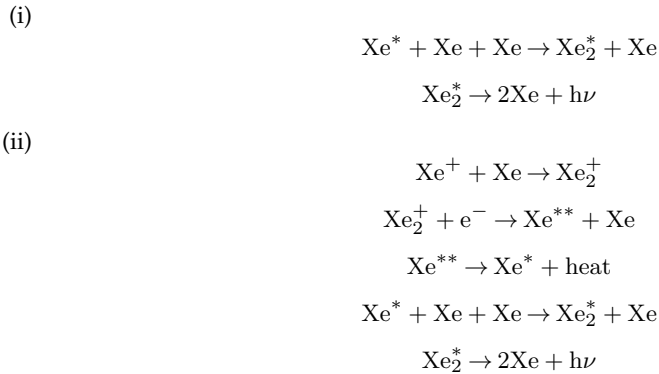 (i)
Xe* + Xe + Xe → Xe₂* + Xe
Xe₂* → 2Xe + hν
(ii)
Xe⁺ + Xe → Xe₂⁺
Xe₂⁺ + e⁻ → Xe** + Xe
Xe** → Xe* + heat
Xe* + Xe + Xe → Xe₂* + Xe
Xe₂* → 2Xe + hν